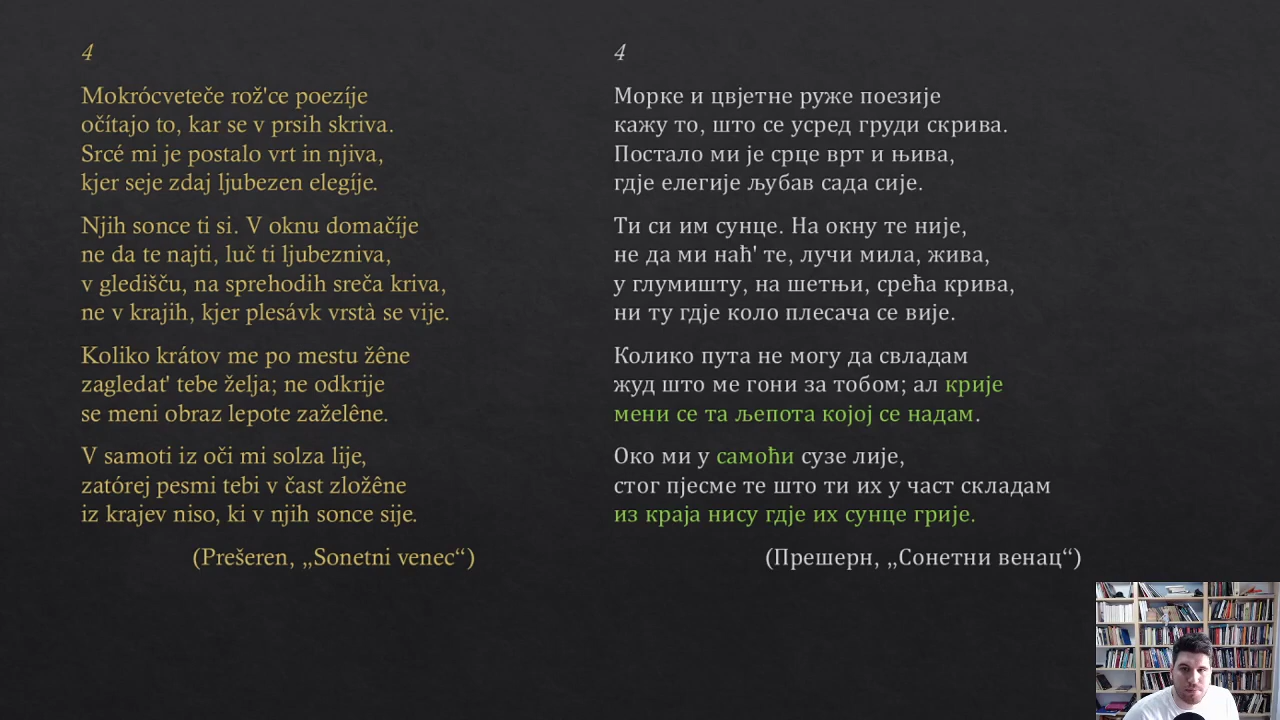 4
Mokrócveteče rož'ce poezíje
očítajo to, kar se v prsih skriva.
Srcé mi je postalo vrt in njiva,
kjer seje zdaj ljubezen elegíje.
Njih sonce ti si. V oknu domačíje
ne da te najti, luč ti ljubezniva,
v gledišču, na sprehodih sreča kriva,
ne v krajih, kjer plesávk vrstà se vije.
Koliko krátov me po mestu žêne
zagledat' tebe želja; ne odkrije
se meni obraz lepote zaželêne.
V samoti iz oči mi solza lije,
zatórej pesmi tebi v čast zložêne
iz krajev niso, ki v njih sonce sije.
(Prešeren, „Sonetni venec“)
4
Морке и цвјетне руже поезије
кажу то, што се усред груди скрива.
Постало ми је срце врт и њива,
гдје елегије љубав сада сије.
Ти си им сунце. На окну те није,
не да ми наћ' те, лучи мила, жива,
у глумишту, на шетњи, срећа крива,
ни ту гдје коло плесача се вије.
Колико пута не могу да свладам
жуд што ме гони за тобом; ал крије
мени се та љепота којој се надам.
Око ми у самоћи сузе лије,
стог пјесме те што ти их у част складам
из краја нису гдје их сунце грије.
(Прешерн, „Сонетни венац“)